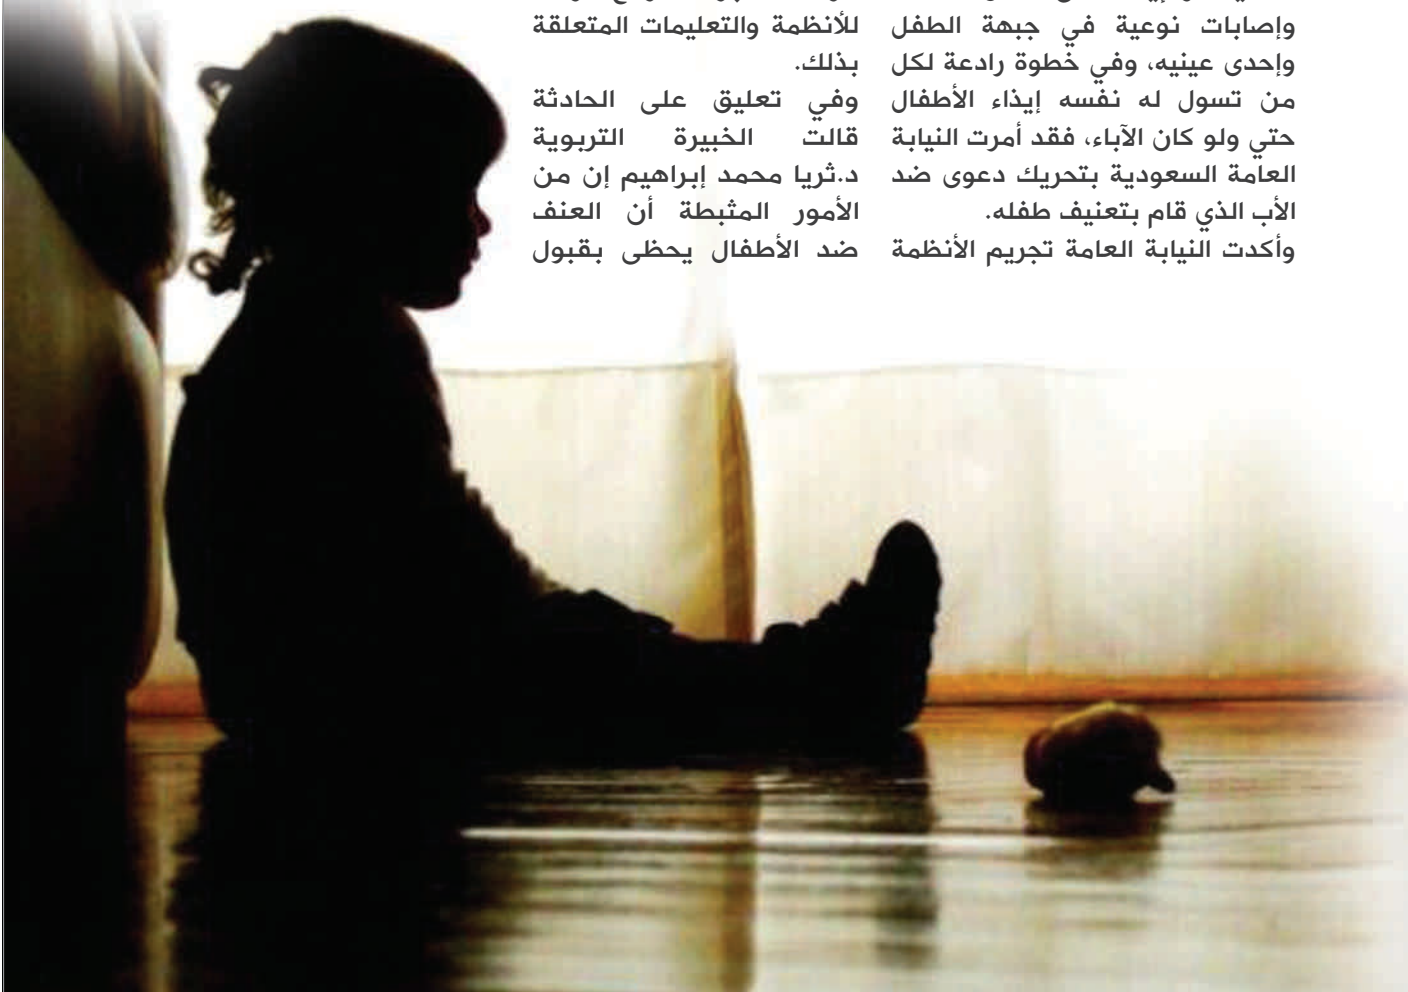 وإصابات نوعية في جبهة الطفل
وإحدى عينيه، وفي خطوة رادعة لكل
من تسول له نفسه إيذاء الأطفال
حتي ولو كان الآباء، فقد أمرت النيابة
العامة السعودية بتحريك دعوى ضد
الأب الذي قام بتعنيف طفله.
وأكدت النيابة العامة تجريم الأنظمة
للأنظمة والتعليمات المتعلقة
بذلك.
وفي تعليق على الحادثة
قالت الخبيرة التربوية
د.ثريا محمد إبراهيم إن من
الأمور المثبطة أن العنف
ضد الأطفال يحظى بقبول